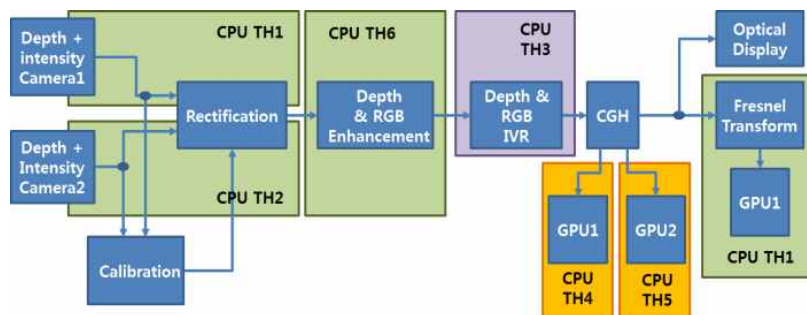 Depth +
intensity
Camera1
CPU TH1
Depth +
Intensity
Camera2
CPU TH2
Rectification
Calibration
CPU TH6
Depth
& RGB
Enhancement
CPU
TH3
Depth &
RGB
IVR
CGH
GPU1
CPU
TH4
GPU2
CPU
TH5
Optical
Display
Fresnel
Transform
GPU1
CPU TH1